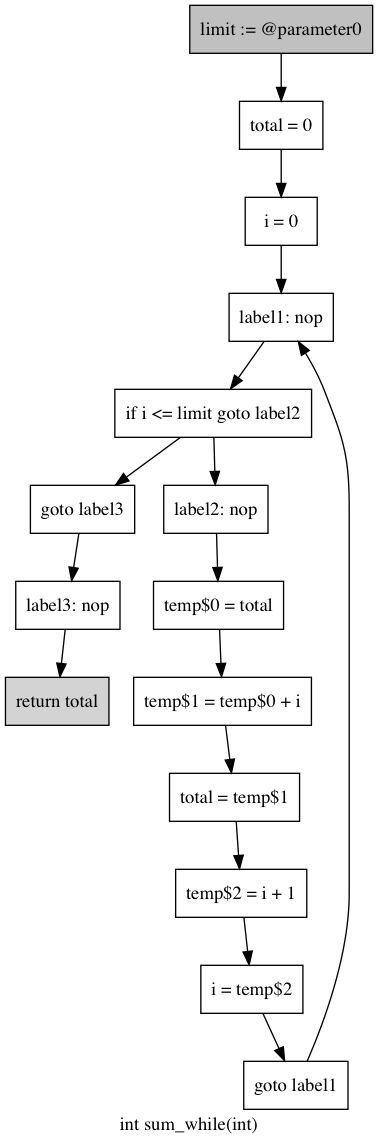 limit := @parameter0
total = 0
i = 0
label1: nop
if i <= limit goto label2
goto label3
label2: nop
label3: nop
temp$0 = total
return total
temp$1 = temp$0 + i
total = temp$1
temp$2 = i + 1
i = temp$2
goto label1
int sum_while(int)